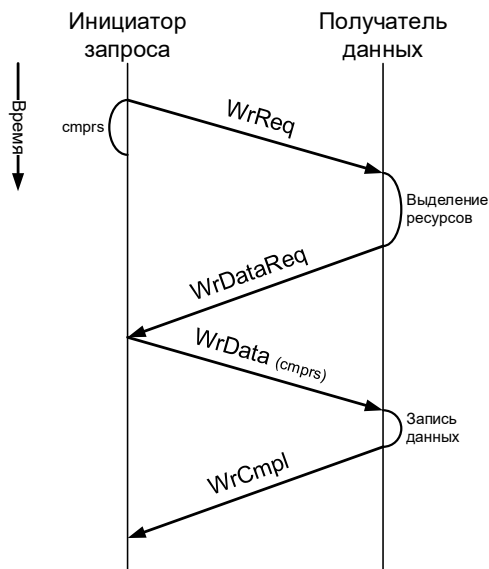 Инициатор
запроса
Получатель
данных
Время
cmprs
WrReq
Выделение
ресурсов
WrDataReq
WrData (cmprs)
Запись
данных
WrCmpl